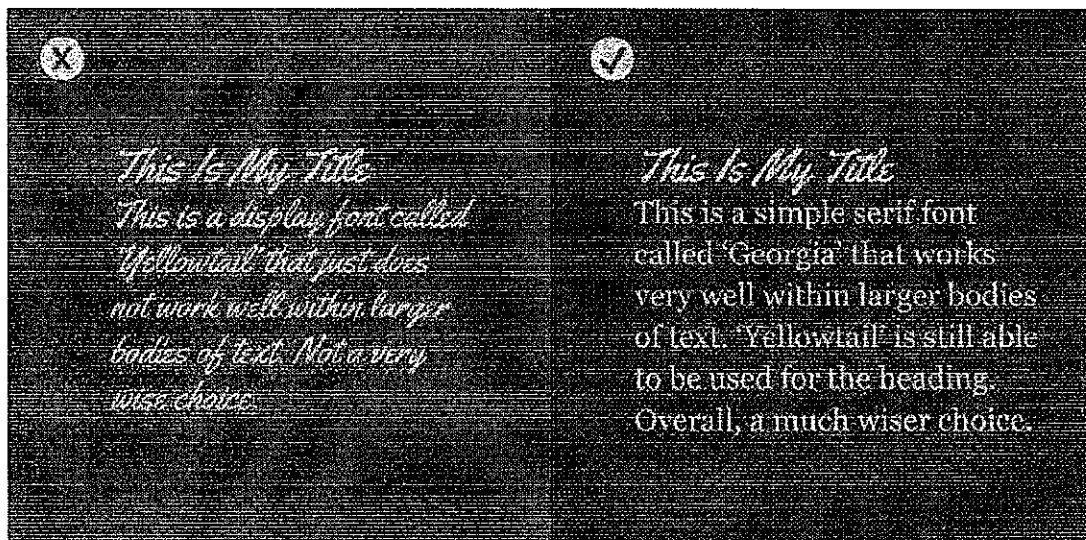 This Is My Title
This is a display font called
'Yellowtail' that just does
not work well within larger
bodies of text. Not a very
wise choice.
This Is My Title
This is a simple serif font
called ‘Georgia’ that works
very well within larger bodies
of text. ‘Yellowtail’ is still able
to be used for the heading.
Overall, a much wiser choice.